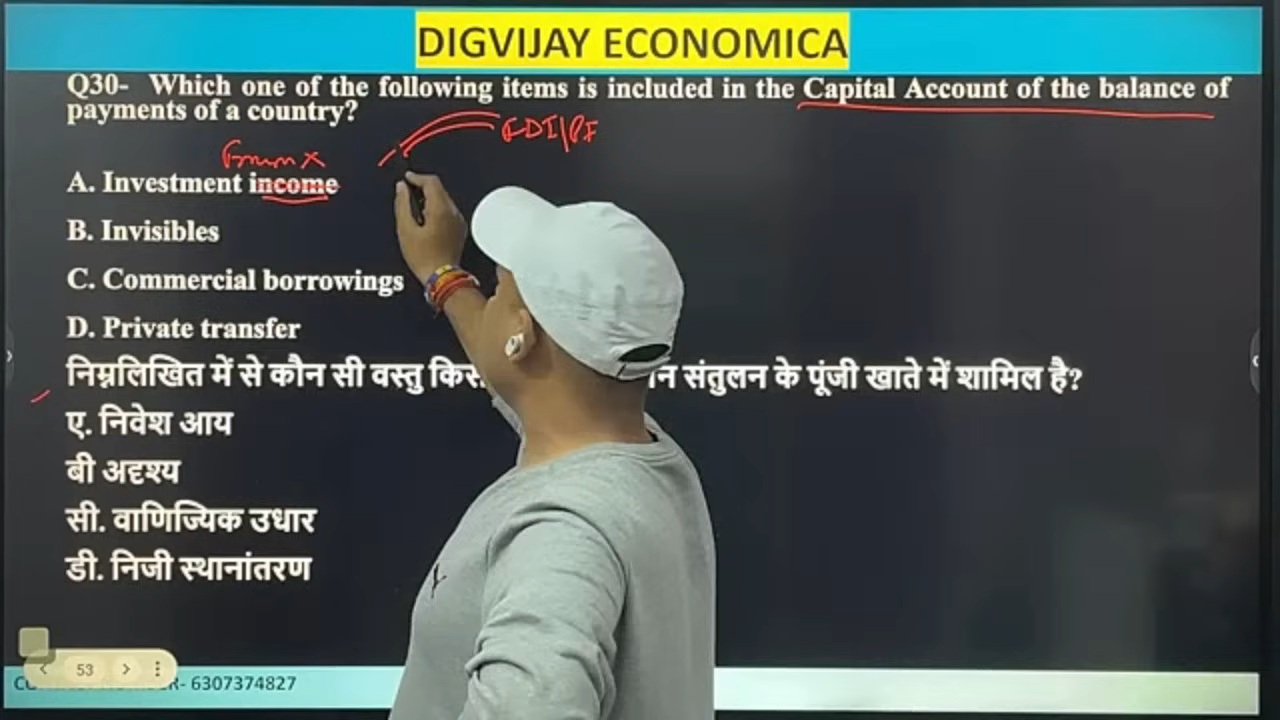 DIGVIJAY ECONOMICA
Q30- Which one of the following items is included in the Capital Account of the balance of
payments of a country?
FDI/PF
A. Investment income
B. Invisibles
C. Commercial borrowings
D. Private transfer
निम्नलिखित में से कौन सी वस्तु संतुलन के पूंजी खाते में शामिल है?
ए. निवेश आय
बी अदृश्य
सी. वाणिज्यिक उधार
डी. निजी स्थानांतरण
53
6307374827